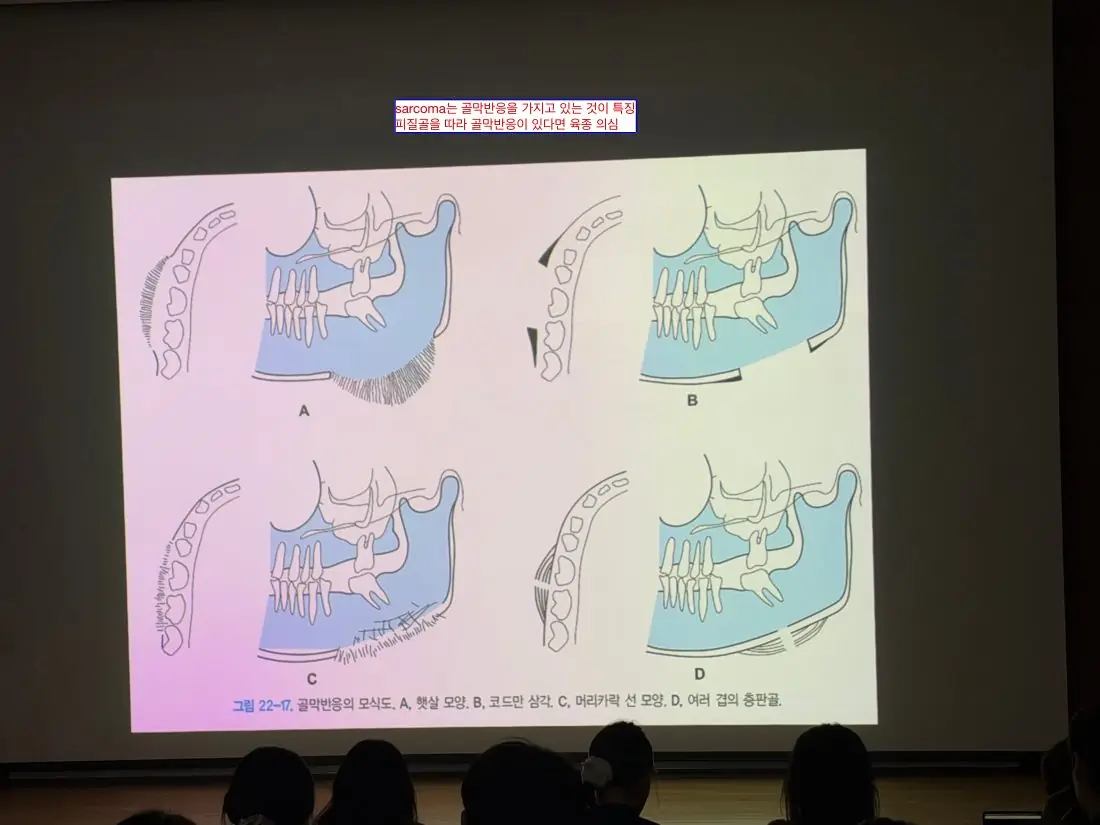 sarcoma는 골막반응을 가지고 있는 것이 특징
피질골을 따라 골막반응이 있다면 육종 의심
A
B
C
D
그림 22-17. 골막반응의 모식도. A, 햇살 모양. B, 코드만 삼각. C, 머리카락 선 모양. D, 여러 겹의 층판골.